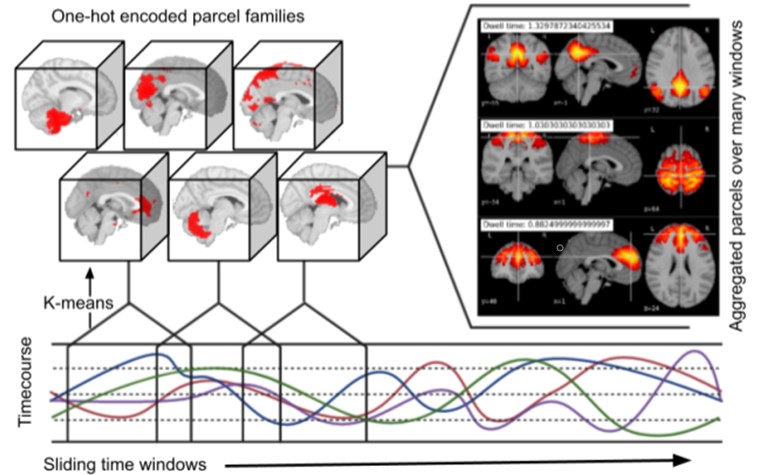 One-hot encoded parcel families
Dwell time: 1.3297872340425534
L R
y=-55 x=-1 z=32
Dwell time: 1.0303030303030303
L R
y=-34 x=1 z=64
Dwell time: 0.8824999999999997
L R
y=46 x=1 z=24
Aggregated parcels over many windows
K-means
Timecourse
Sliding time windows